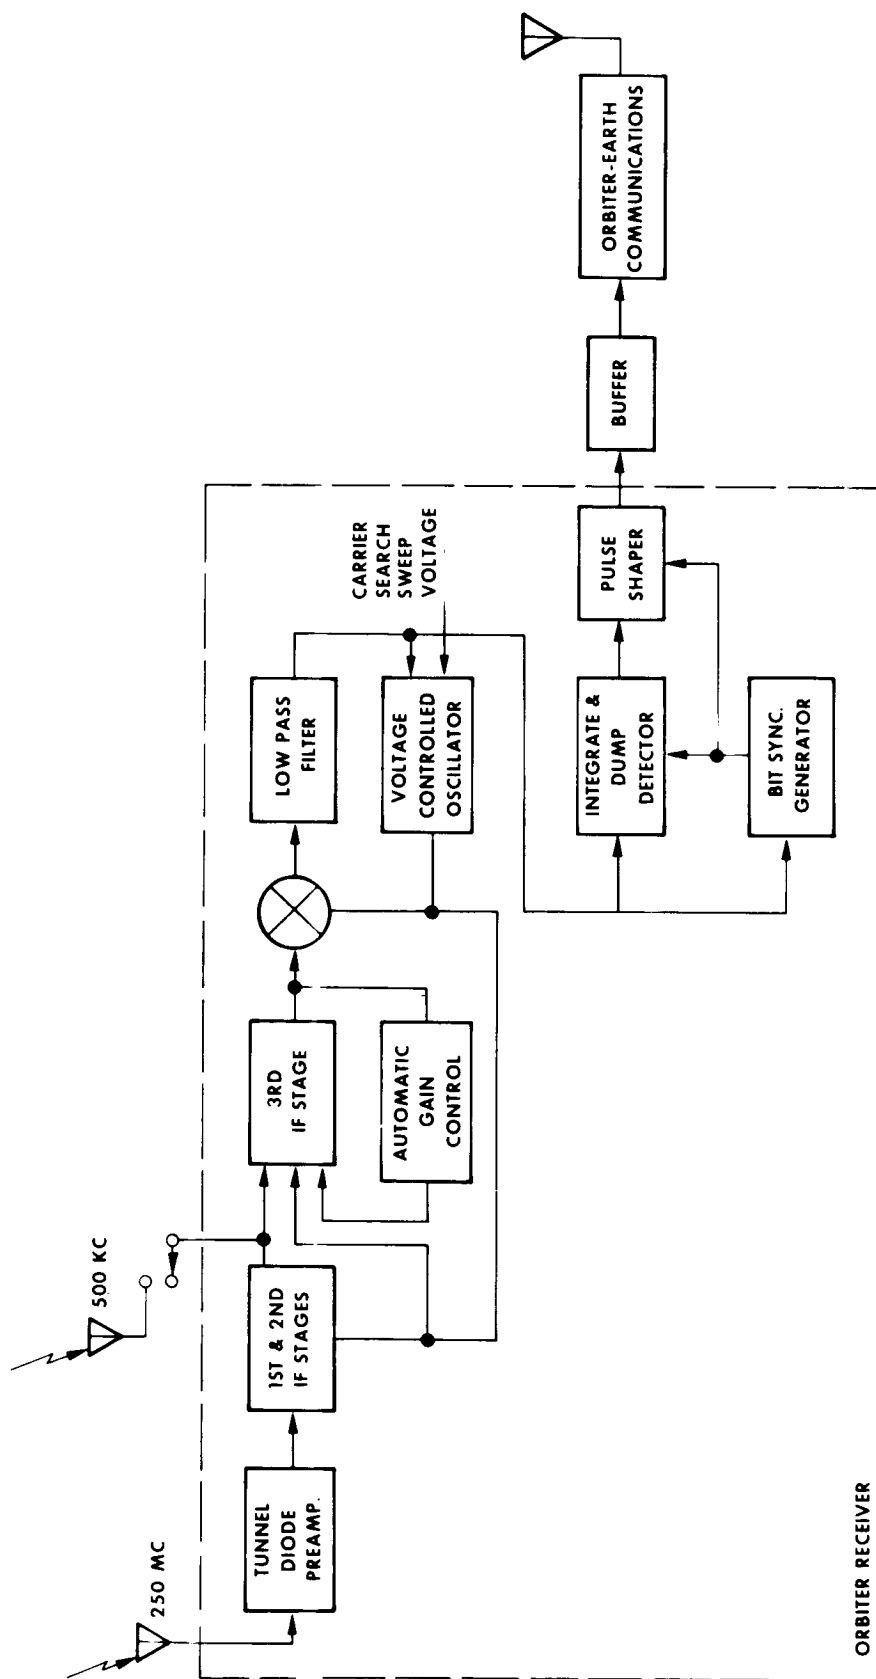 250 MC
500 KC
TUNNEL
DIODE
PREAMP.
1ST & 2ND
IF STAGES
3RD
IF STAGE
AUTOMATIC
GAIN
CONTROL
LOW PASS
FILTER
VOLTAGE
CONTROLLED
OSCILLATOR
CARRIER
SEARCH
SWEEP
VOLTAGE
INTEGRATE &
DUMP
DETECTOR
BIT SYNC.
GENERATOR
PULSE
SHAPER
BUFFER
ORBITER-EARTH
COMMUNICATIONS
ORBITER RECEIVER